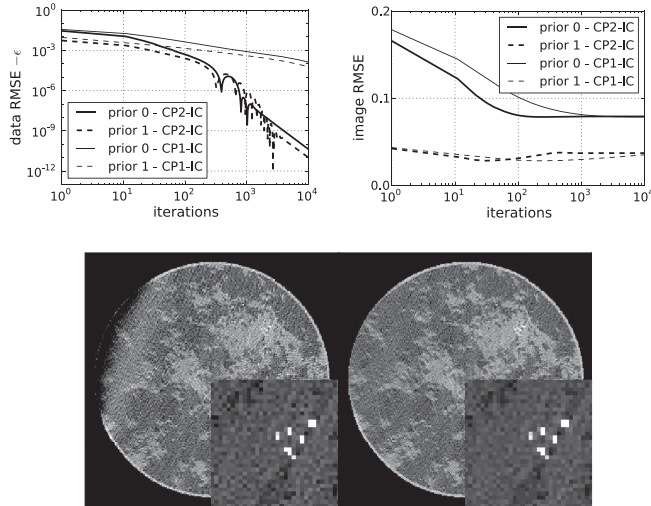 data RMSE -ϵ
10^0
10^-3
10^-6
10^-9
10^-12
prior 0 - CP2-IC
prior 1 - CP2-IC
prior 0 - CP1-IC
prior 1 - CP1-IC
10^0 10^1 10^2 10^3 10^4
iterations
image RMSE
0.2
0.1
0.0
prior 0 - CP2-IC
prior 1 - CP2-IC
prior 0 - CP1-IC
prior 1 - CP1-IC
10^0 10^1 10^2 10^3 10^4
iterations